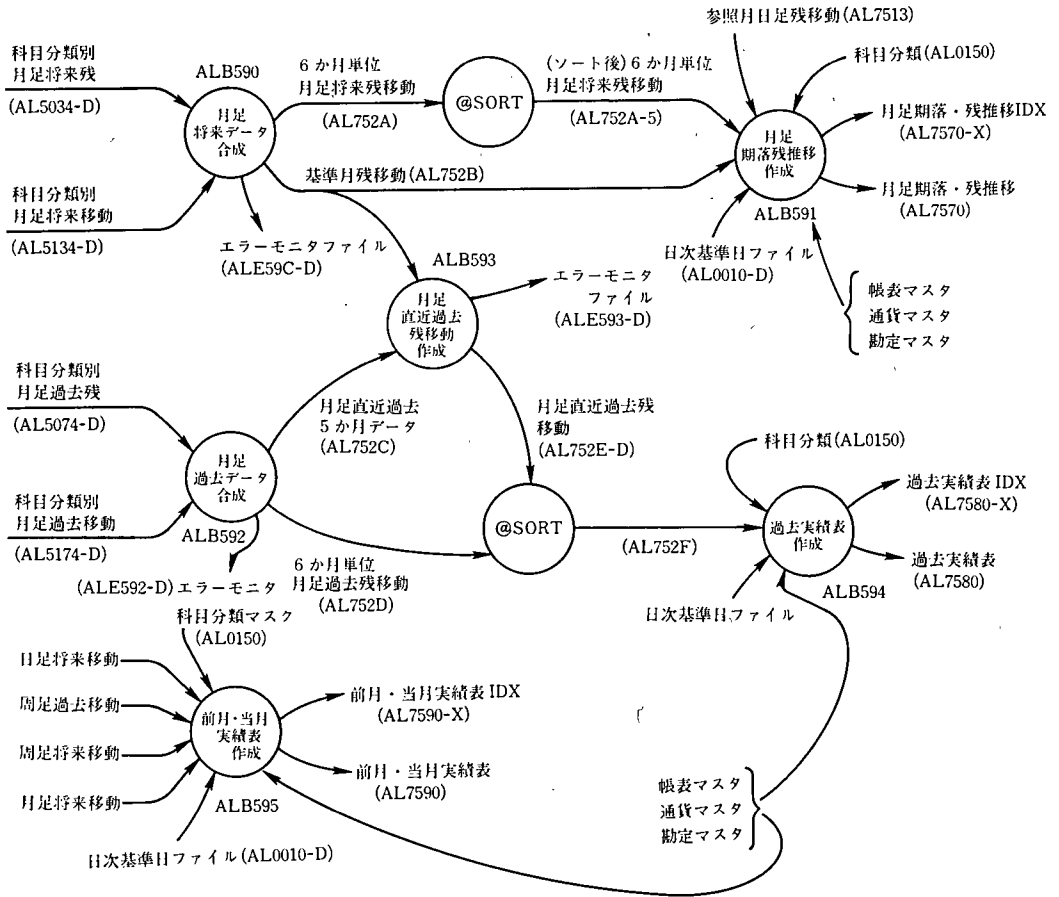 参照月日足残移動(AL7513)
科目分類別
月足将来残
(AL5034-D)
ALB590
月足
将来データ
合成
6か月単位
月足将来残移動
(AL752A)
@SORT
(ソート後)6か月単位
月足将来残移動
(AL752A-5)
科目分類(AL0150)
月足
期落残推移
作成
ALB591
月足期落・残推移IDX
(AL7570-X)
月足期落・残推移
(AL7570)
基準月残移動(AL752B)
科目分類別
月足将来移動
(AL5134-D)
エラーモニタファイル
(ALE59C-D)
日次基準日ファイル
(AL0010-D)
帳表マスタ
通貨マスタ
勘定マスタ
ALB593
月足
直近過去
残移動
作成
エラーモニタ
ファイル
(ALE593-D)
科目分類別
月足過去残
(AL5074-D)
月足
過去データ
合成
ALB592
科目分類別
月足過去移動
(AL5174-D)
月足直近過去
5か月データ
(AL752C)
月足直近過去残
移動
(AL752E-D)
(ALE592-D)エラーモニタ
6か月単位
月足過去残移動
(AL752D)
@SORT
(AL752F)
科目分類(AL0150)
過去実績表
作成
ALB594
過去実績表IDX
(AL7580-X)
過去実績表
(AL7580)
日次基準日ファイル
科目分類マスク
(AL0150)
日足将来移動
周足過去移動
周足将来移動
月足将来移動
前月・当月
実績表
作成
ALB595
前月・当月実績表IDX
(AL7590-X)
前月・当月実績表
(AL7590)
日次基準日ファイル(AL0010-D)
帳表マスタ
通貨マスタ
勘定マスタ